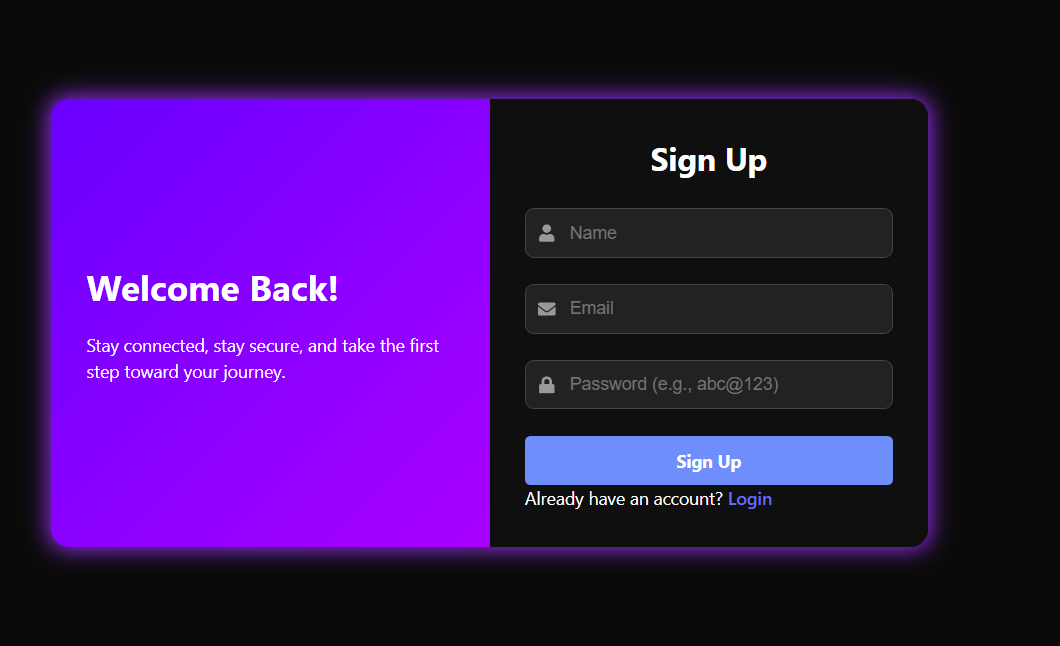 Welcome Back!
Stay connected, stay secure, and take the first
step toward your journey.
Sign Up
Name
Email
Password (e.g., abc@123)
Sign Up
Already have an account? Login